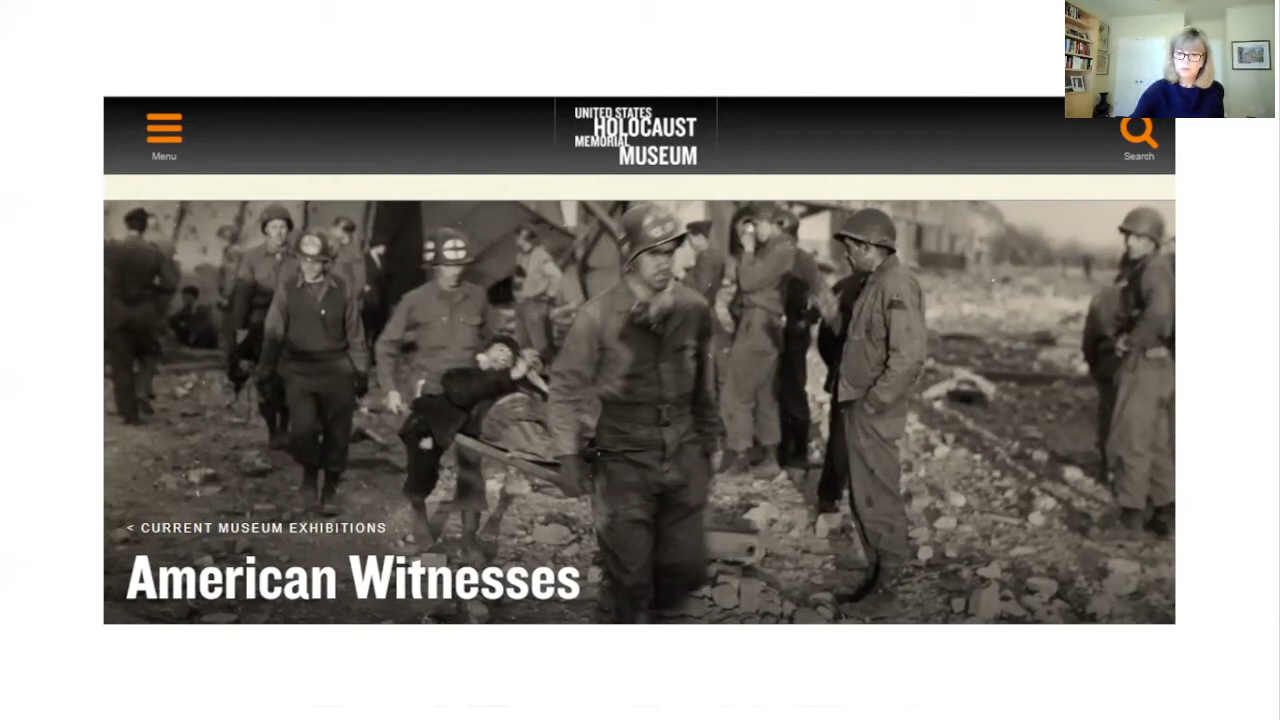 Menu
UNITED STATES
HOLOCAUST
MEMORIAL
MUSEUM
Search
< CURRENT MUSEUM EXHIBITIONS
American Witnesses